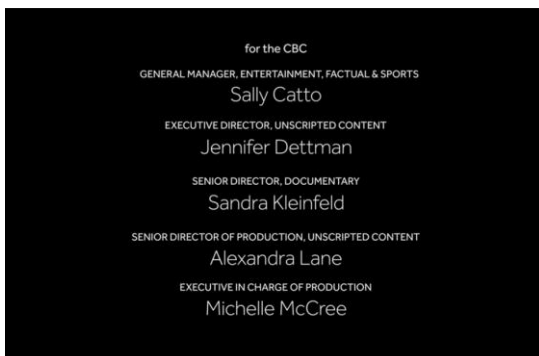 for the CBC
GENERAL MANAGER, ENTERTAINMENT, FACTUAL & SPORTS
Sally Catto
EXECUTIVE DIRECTOR, UNSCRIPTED CONTENT
Jennifer Dettman
SENIOR DIRECTOR, DOCUMENTARY
Sandra Kleinfeld
SENIOR DIRECTOR OF PRODUCTION, UNSCRIPTED CONTENT
Alexandra Lane
EXECUTIVE IN CHARGE OF PRODUCTION
Michelle McCree